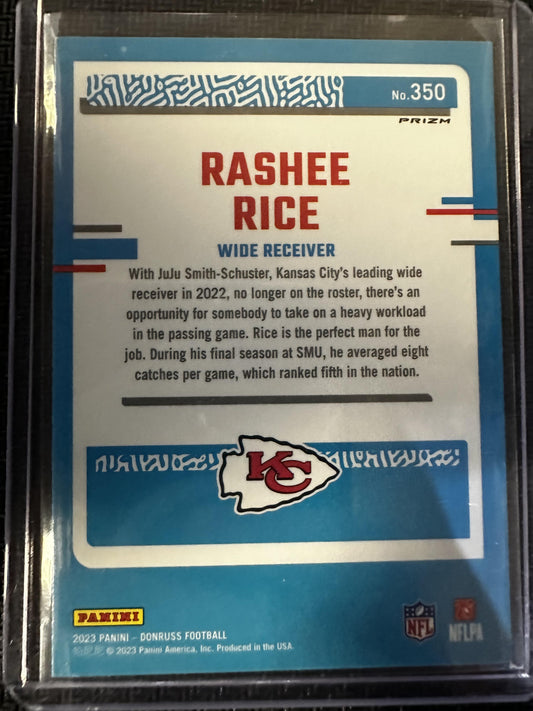 No.350
PRIZM
RASHEE
RICE
WIDE RECEIVER
With JuJu Smith-Schuster, Kansas City's leading wide
receiver in 2022, no longer on the roster, there's an
opportunity for somebody to take on a heavy workload
in the passing game. Rice is the perfect man for the
job. During his final season at SMU, he averaged eight
catches per game, which ranked fifth in the nation.
KC
PANINI
2023 PANINI – DONRUSS FOOTBALL
© 2023 Panini America, Inc. Produced in the USA.
NFL
NFLPA